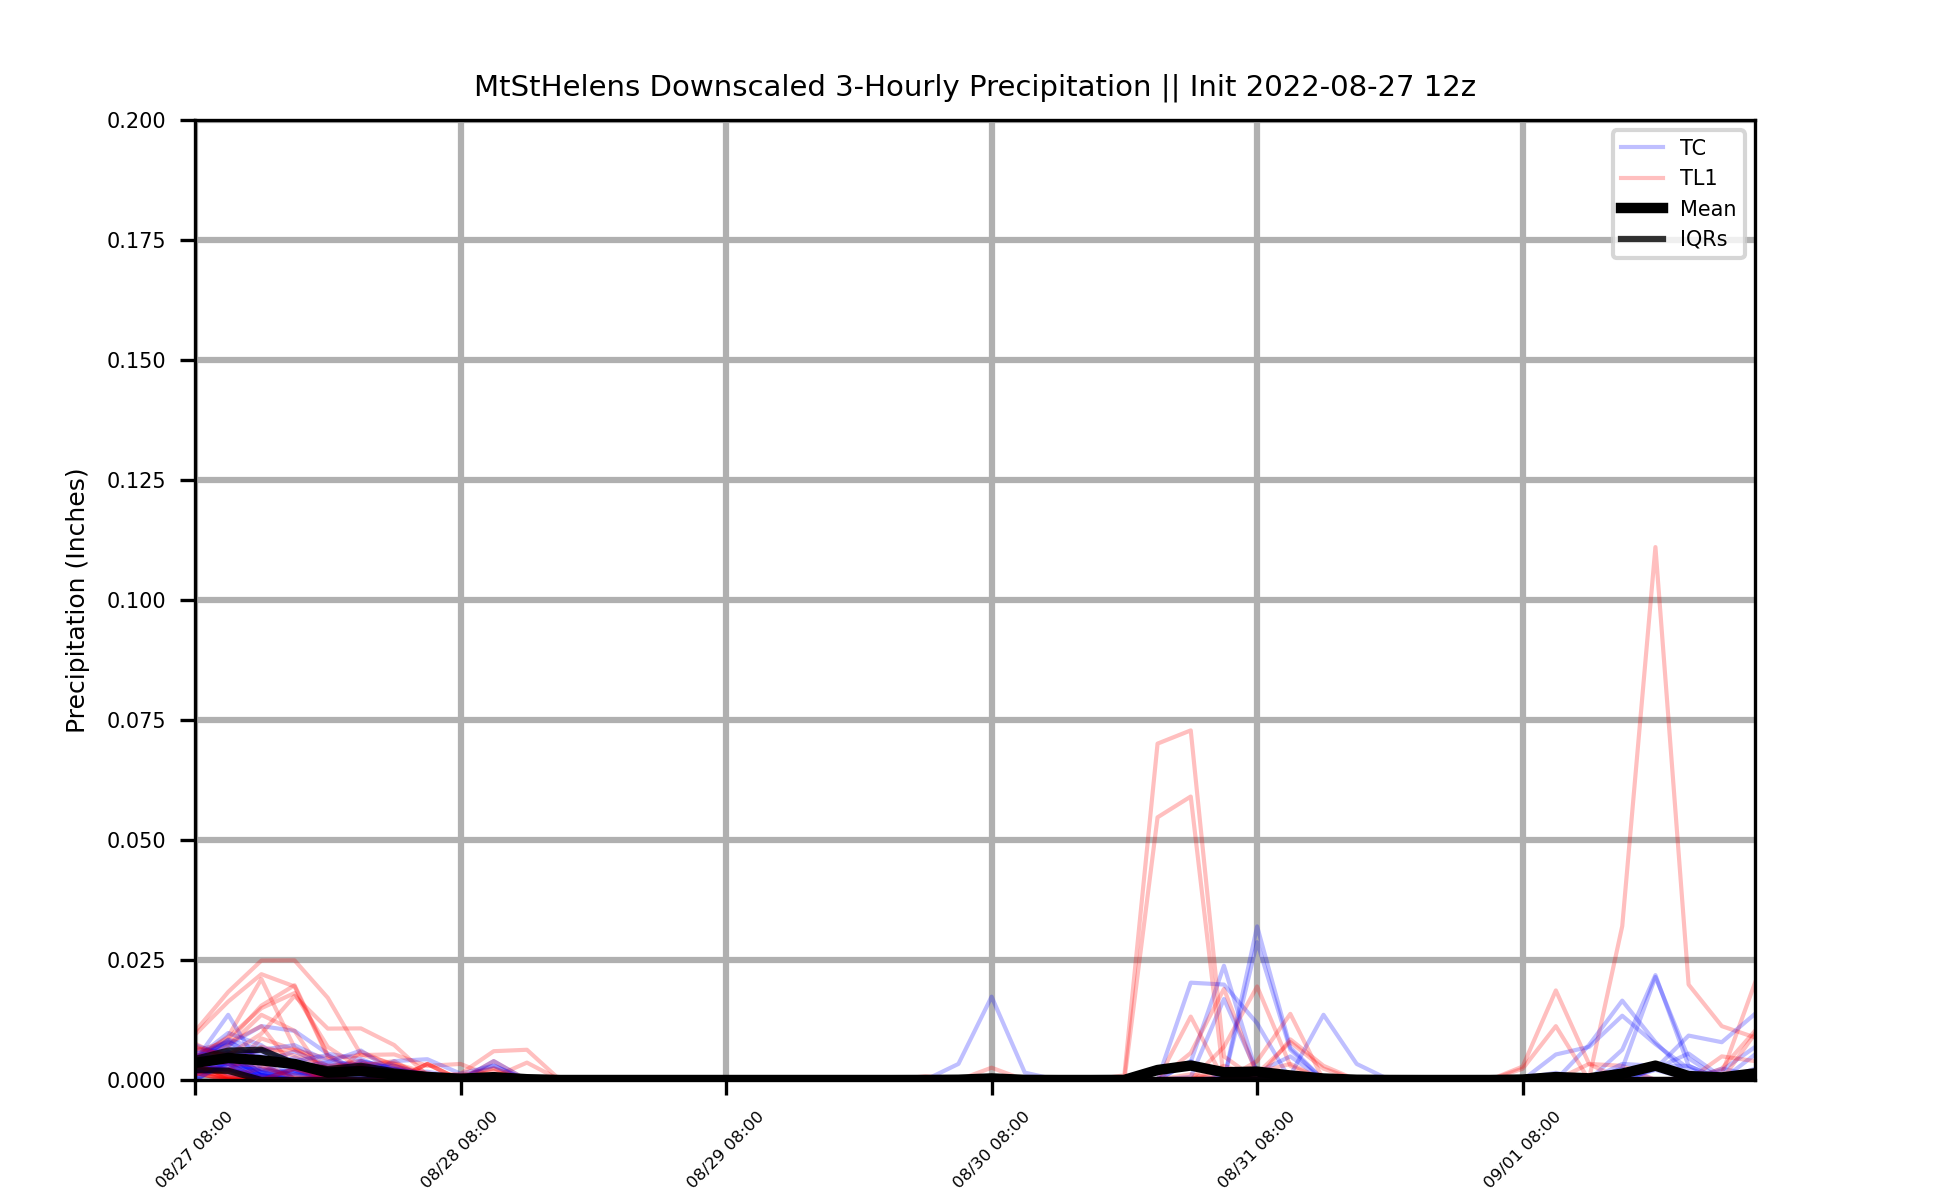 MtStHelens Downscaled 3-Hourly Precipitation || Init 2022-08-27 12z
0.200
0.175
0.150
0.125
0.100
0.075
0.050
0.025
0.000
Precipitation (Inches)
TC
TL1
Mean
IQRs
08/27 08:00
08/28 08:00
08/29 08:00
08/30 08:00
08/31 08:00
09/01 08:00